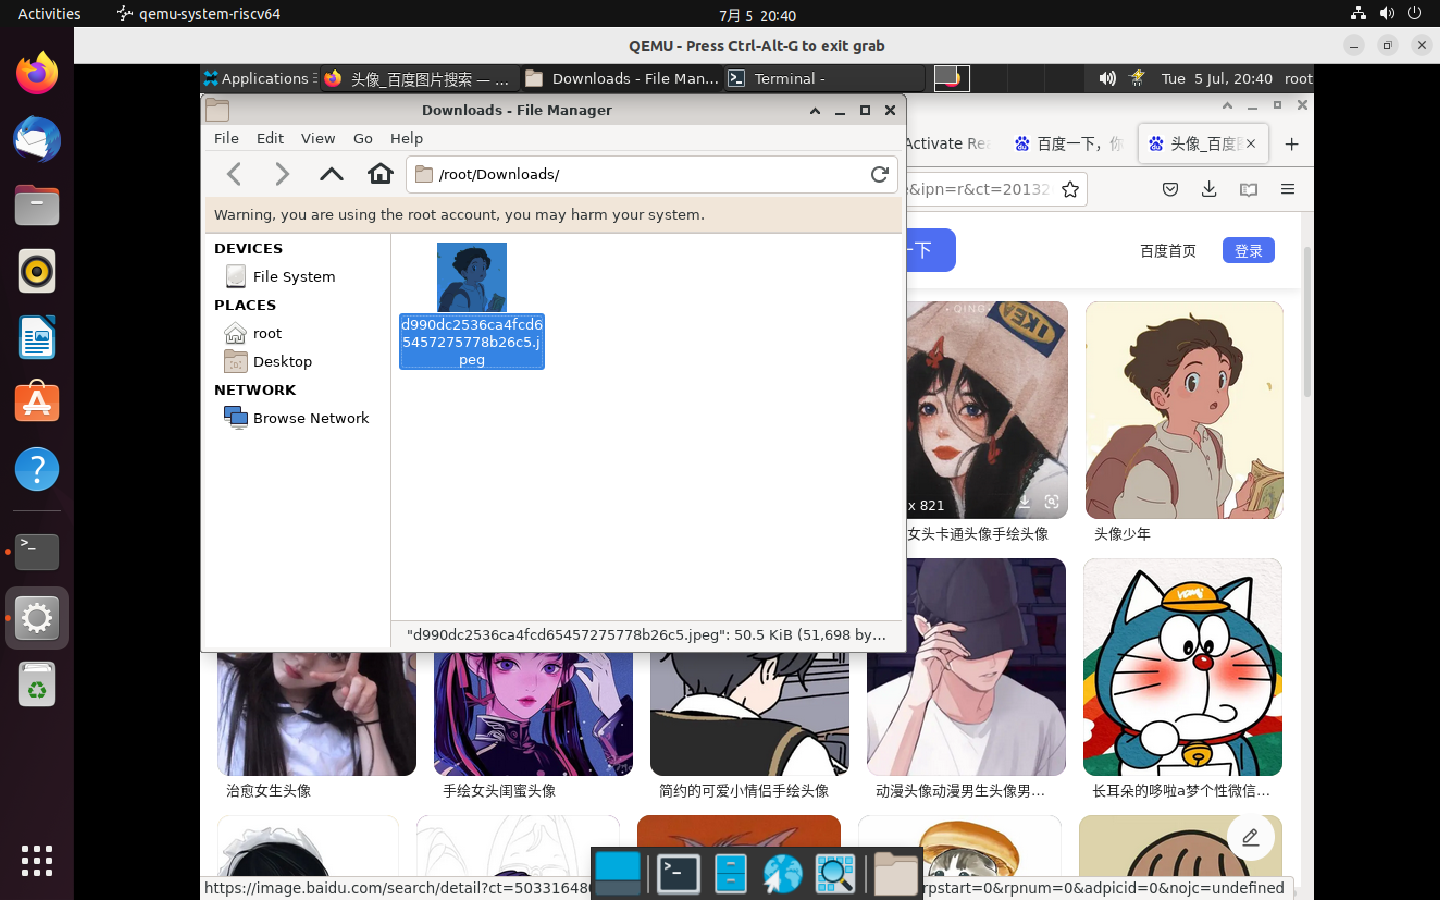 Activities
qemu-system-riscv64
7月 5 20:40
QEMU - Press Ctrl-Alt-G to exit grab
Applications
头像_百度图片搜索 — ...
Downloads - File Man...
Terminal -
Tue 5 Jul, 20:40
root
Downloads - File Manager
File Edit View Go Help
/root/Downloads/
Warning, you are using the root account, you may harm your system.
DEVICES
File System
PLACES
root
Desktop
NETWORK
Browse Network
d990dc2536ca4fcd6
5457275778b26c5.j
peg
"d990dc2536ca4fcd65457275778b26c5.jpeg": 50.5 KiB (51,698 by...
Activate Rea
百度一下，你
头像_百度图
&ipn=r&ct=20132
一下
百度首页
登录
QING
IKEA
x 821
女头卡通头像手绘头像
头像少年
治愈女生头像
手绘女头闺蜜头像
简约的可爱小情侣手绘头像
动漫头像动漫男生头像男...
长耳朵的哆啦a梦个性微信...
https://image.baidu.com/search/detail?ct=50331648
rpstart=0&rpnum=0&adpicid=0&nojc=undefined